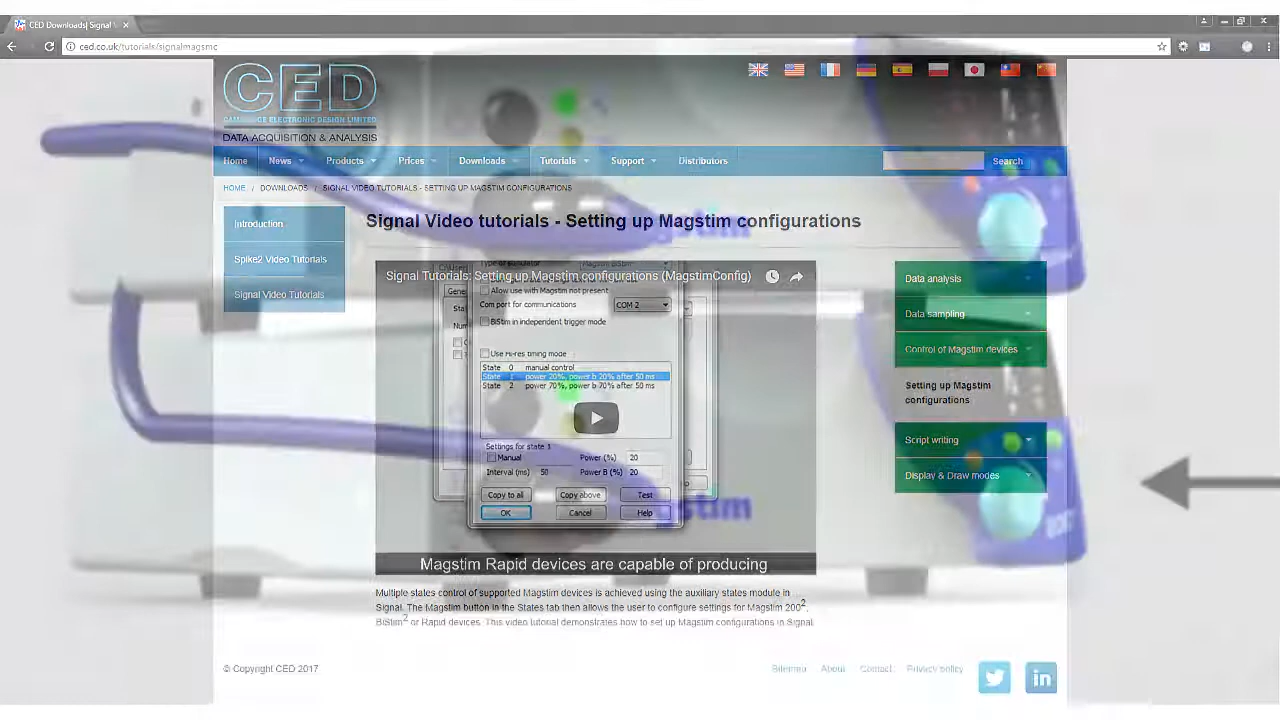 CED Downloads| Signal
ced.co.uk/tutorials/signalmagsmc
CED
CAMBRIDGE ELECTRONIC DESIGN LIMITED
DATA ACQUISITION & ANALYSIS
Home News Products Prices Downloads Tutorials Support Distributors Search
HOME / DOWNLOADS / SIGNAL VIDEO TUTORIALS - SETTING UP MAGSTIM CONFIGURATIONS
Introduction
Spike2 Video Tutorials
Signal Video Tutorials
Signal Video tutorials - Setting up Magstim configurations
Signal Tutorials: Setting up Magstim configurations (MagstimConfig)
Allow use with Magstim not present
Com port for communications COM 2
BiStim in independent trigger mode
Use Hi-res timing mode
State 0 manual control
State 1 power 20%, power b 20% after 50 ms
State 2 power 70%, power b 70% after 50 ms
Settings for state 1
Manual Power (%) 20
Interval (ms) 50 Power B (%) 20
Copy to all Copy above Test
OK Cancel Help
Magstim Rapid devices are capable of producing
Data analysis
Data sampling
Control of Magstim devices
Setting up Magstim
configurations
Script writing
Display & Draw modes
Multiple states control of supported Magstim devices is achieved using the auxiliary states module in
Signal. The Magstim button in the States tab then allows the user to configure settings for Magstim 200²,
BiStim² or Rapid devices. This video tutorial demonstrates how to set up Magstim configurations in Signal.
© Copyright CED 2017
Sitemap About Contact Privacy policy